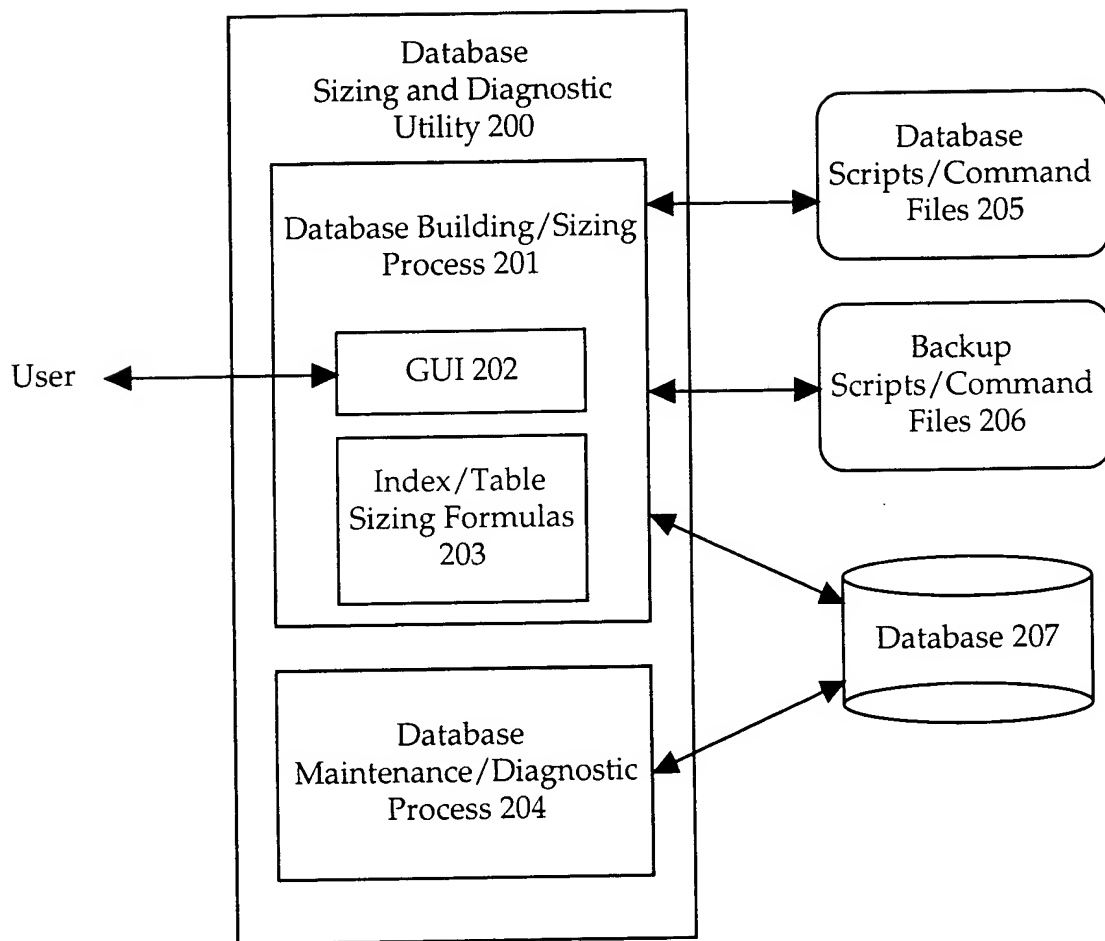 Database
Sizing and Diagnostic
Utility 200
Database Building/Sizing
Process 201
GUI 202
Index/Table
Sizing Formulas
203
Database
Maintenance/Diagnostic
Process 204
User
Database
Scripts/Command
Files 205
Backup
Scripts/Command
Files 206
Database 207